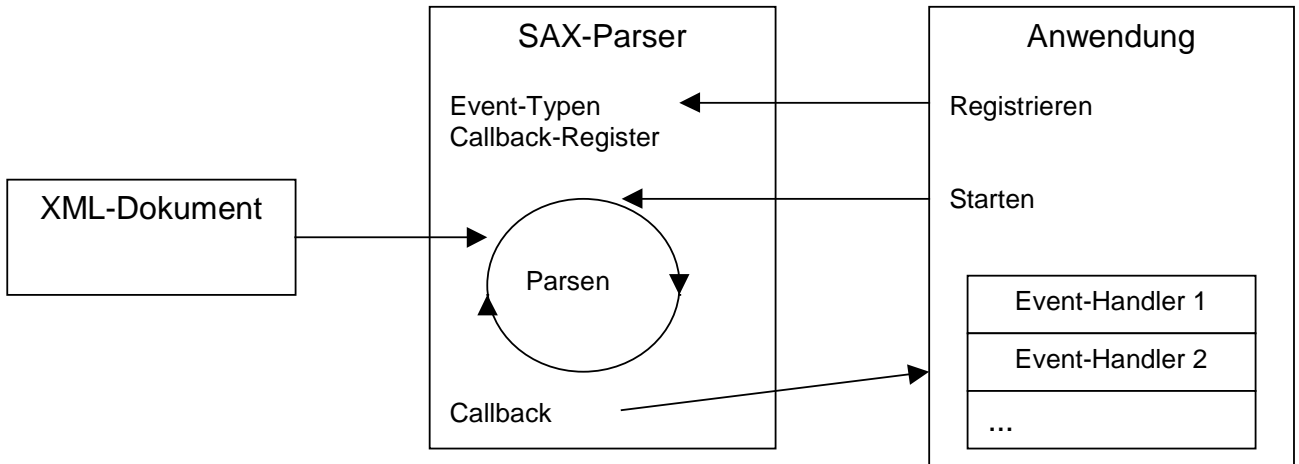 SAX-Parser
Anwendung
Event-Typen
Callback-Register
Registrieren
XML-Dokument
Starten
Parsen
Event-Handler 1
Event-Handler 2
Callback
...